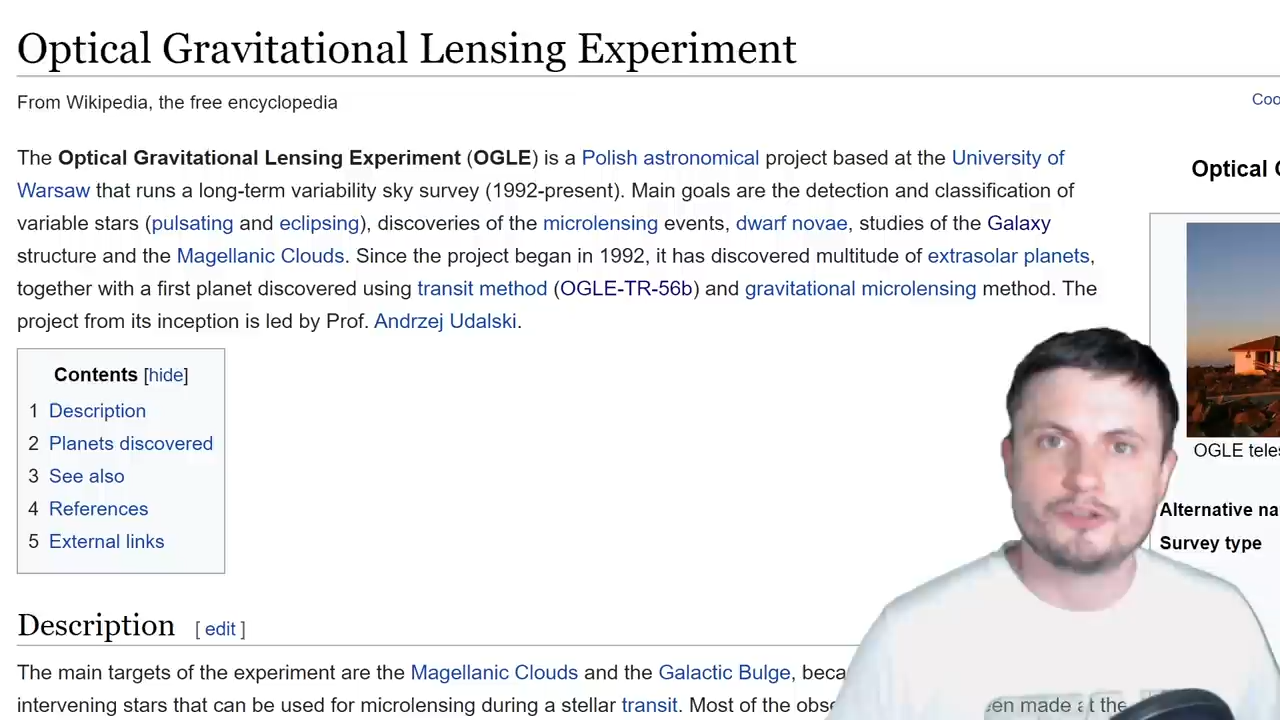 Optical Gravitational Lensing Experiment
From Wikipedia, the free encyclopedia
The Optical Gravitational Lensing Experiment (OGLE) is a Polish astronomical project based at the University of
Warsaw that runs a long-term variability sky survey (1992-present). Main goals are the detection and classification of
variable stars (pulsating and eclipsing), discoveries of the microlensing events, dwarf novae, studies of the Galaxy
structure and the Magellanic Clouds. Since the project began in 1992, it has discovered multitude of extrasolar planets,
together with a first planet discovered using transit method (OGLE-TR-56b) and gravitational microlensing method. The
project from its inception is led by Prof. Andrzej Udalski.
Contents [hide]
1 Description
2 Planets discovered
3 See also
4 References
5 External links
Description [ edit ]
The main targets of the experiment are the Magellanic Clouds and the Galactic Bulge,
intervening stars that can be used for microlensing during a stellar transit. Most of the made at the
Optical
OGLE
Alternative
Survey type